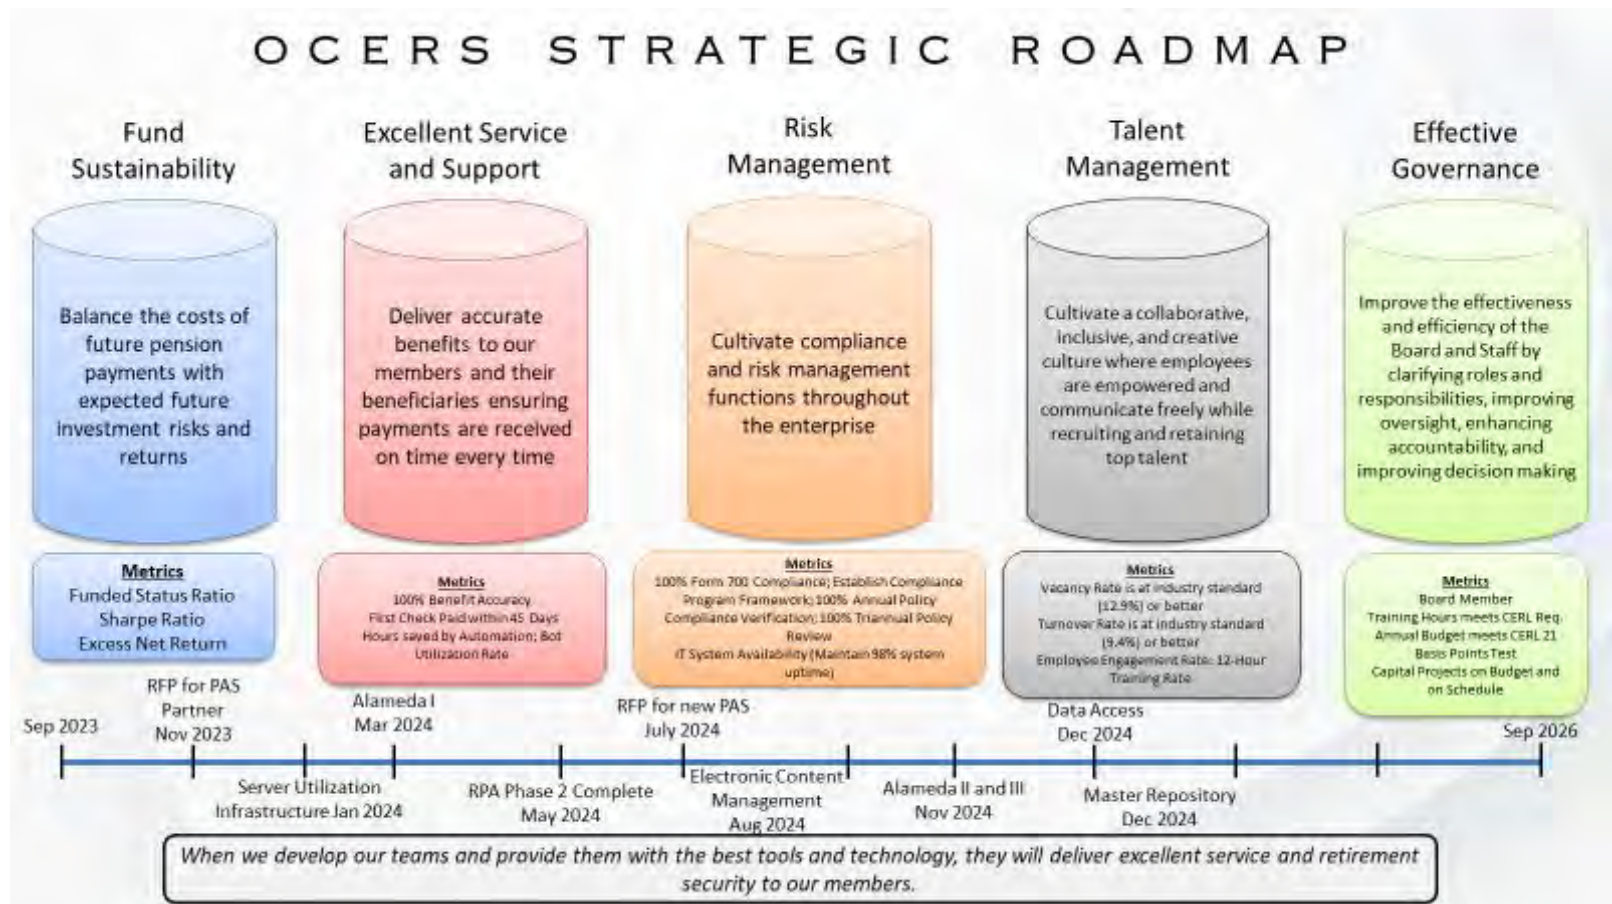 OCERS STRATEGIC ROADMAP
Fund
Sustainability
Balance the costs of
future pension
payments with
expected future
investment risks and
returns
Metrics
Funded Status Ratio
Sharpe Ratio
Excess Net Return
Excellent Service
and Support
Deliver accurate
benefits to our
members and their
beneficiaries ensuring
payments are received
on time every time
Metrics
100% Benefit Accuracy
First Check Paid within 45 Days
Hours saved by Automation; Bot
Utilization Rate
Risk
Management
Cultivate compliance
and risk management
functions throughout
the enterprise
Metrics
100% Form 700 Compliance; Establish Compliance
Program Framework; 100% Annual Policy
Compliance Verification; 100% Triannual Policy
Review
IT System Availability (Maintain 98% system
uptime)
Talent
Management
Cultivate a collaborative,
inclusive, and creative
culture where employees
are empowered and
communicate freely while
recruiting and retaining
top talent
Metrics
Vacancy Rate is at industry standard
(12.9%) or better
Turnover Rate is at industry standard
(9.4%) or better
Employee Engagement Rate: 12-Hour
Training Rate
Effective
Governance
Improve the effectiveness
and efficiency of the
Board and Staff by
clarifying roles and
responsibilities, improving
oversight, enhancing
accountability, and
improving decision making
Metrics
Board Member
Training Hours meets CERL Req.
Annual Budget meets CERL 21
Basis Points Test
Capital Projects on Budget and
on Schedule
Sep 2023
RFP for PAS
Partner
Nov 2023
Server Utilization
Infrastructure Jan 2024
Alameda I
Mar 2024
RPA Phase 2 Complete
May 2024
RFP for new PAS
July 2024
Electronic Content
Management
Aug 2024
Alameda II and III
Nov 2024
Data Access
Dec 2024
Master Repository
Dec 2024
Sep 2026
When we develop our teams and provide them with the best tools and technology, they will deliver excellent service and retirement
security to our members.